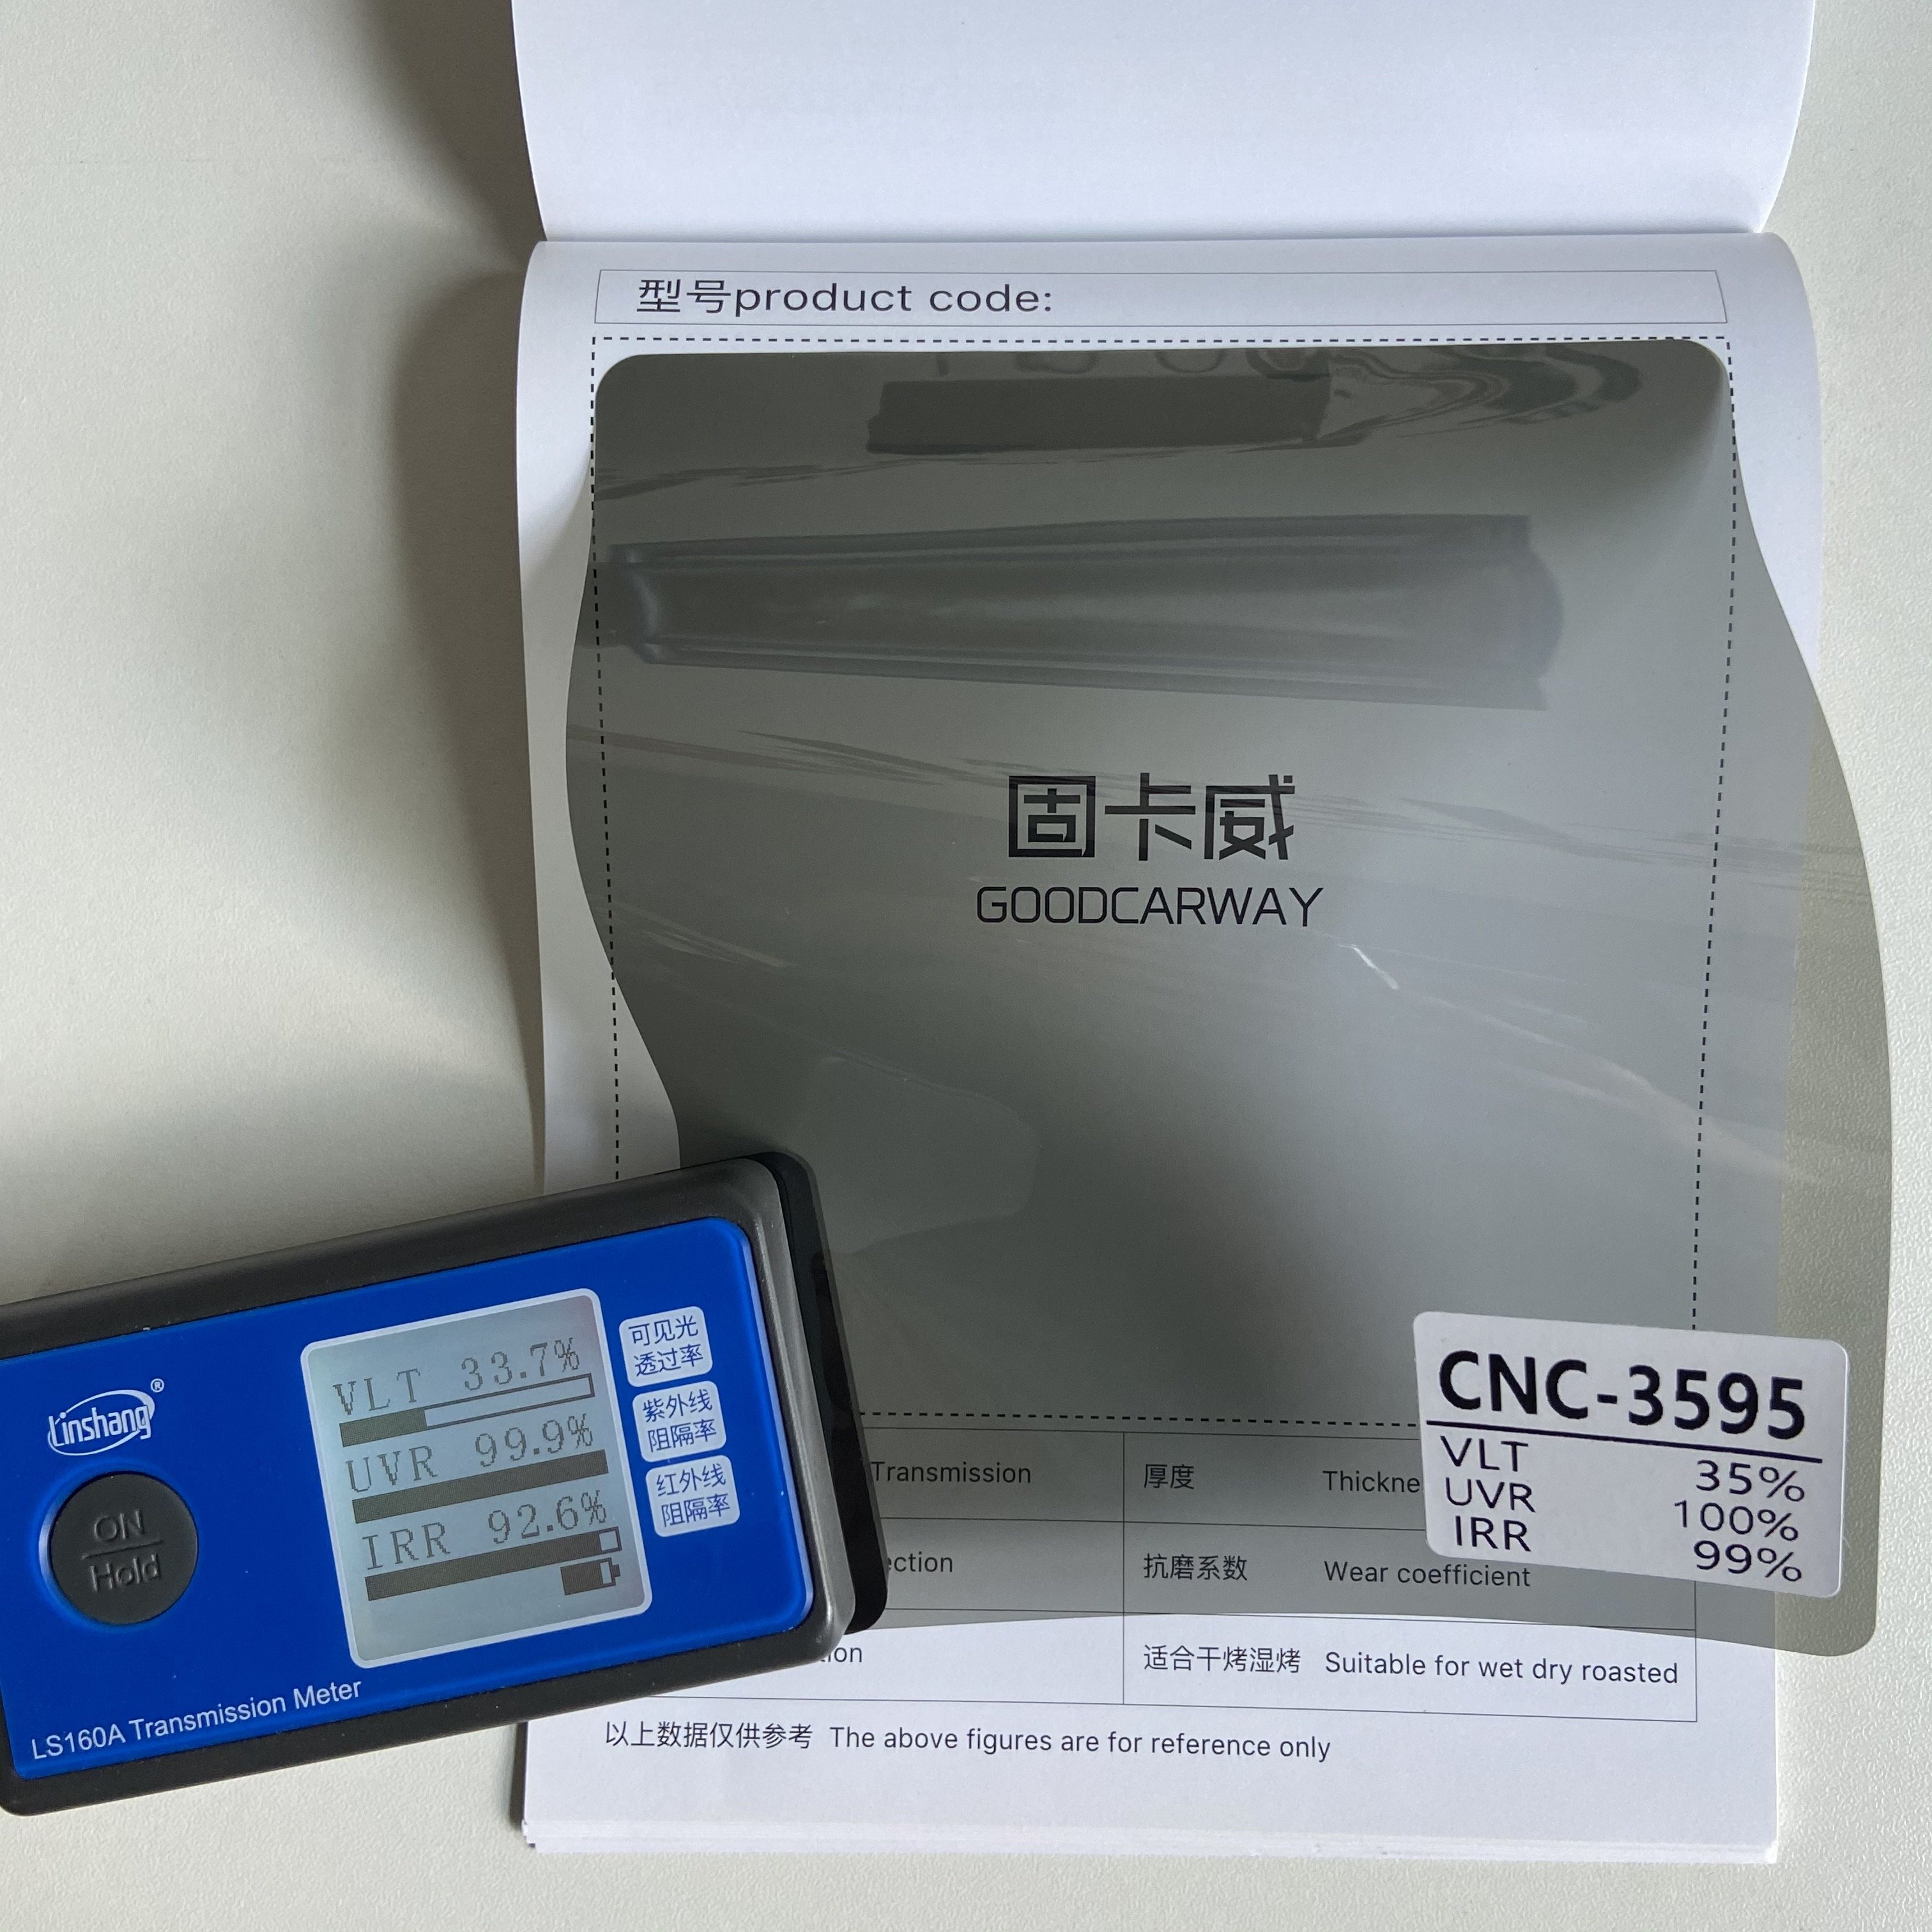 型号product code:
固卡威
GOODCARWAY
Linshang®
ON
Hold
VLT 33.7%
UVR 99.9%
IRR 92.6%
可见光
透过率
紫外线
阻隔率
红外线
阻隔率
LS160A Transmission Meter
CNC-3595
VLT 35%
UVR 100%
IRR 99%
Transmission 厚度
抗磨系数 Wear coefficient
适合干烤湿烤 Suitable for wet dry roasted
以上数据仅供参考 The above figures are for reference only